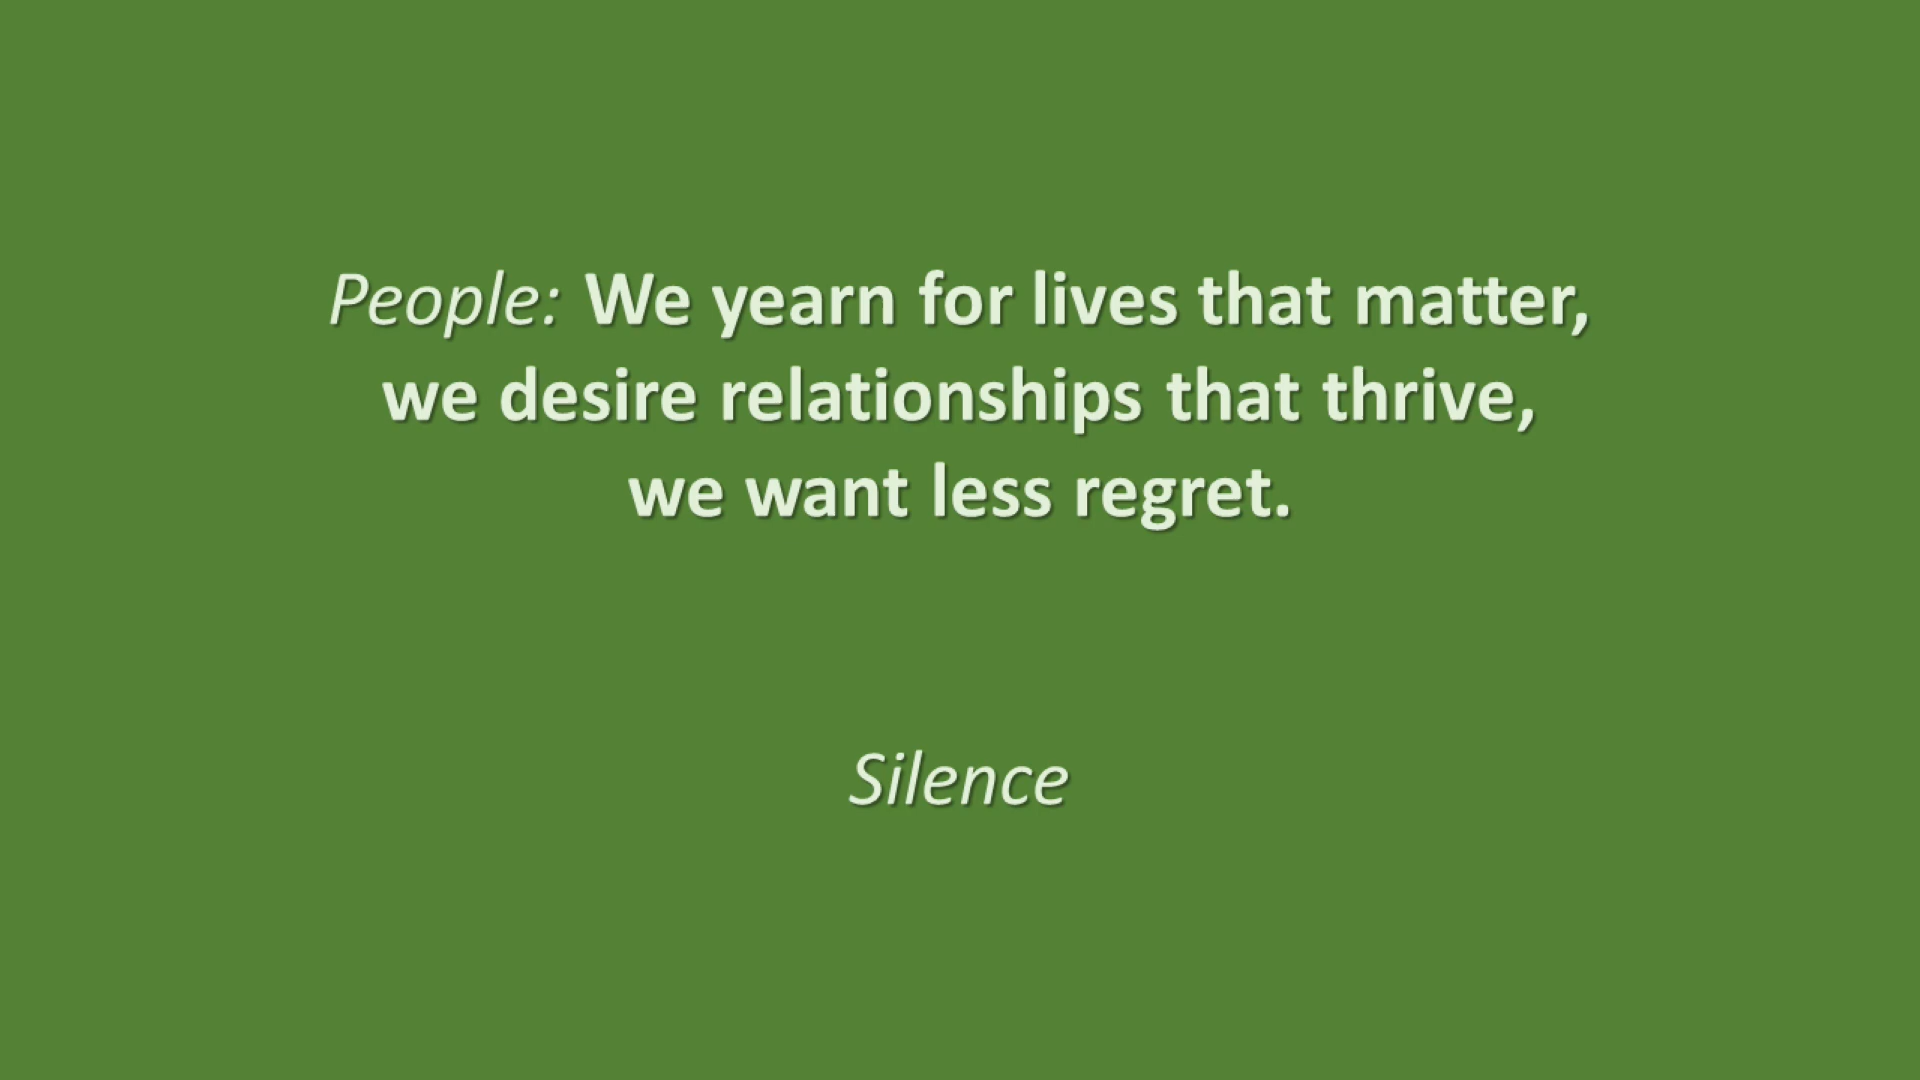 People: We yearn for lives that matter,
we desire relationships that thrive,
we want less regret.
Silence